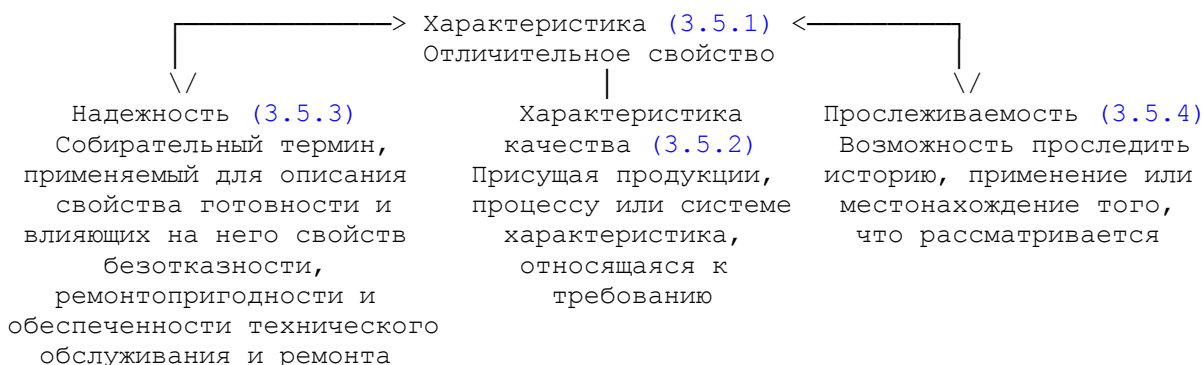 Характеристика (3.5.1)
Отличительное свойство
Надежность (3.5.3)
Собирательный термин,
применяемый для описания
свойства готовности и
влияющих на него свойств
безотказности,
ремонтопригодности и
обеспеченности технического
обслуживания и ремонта
Характеристика
качества (3.5.2)
Присущая продукции,
процессу или системе
характеристика,
относящаяся к
требованию
Прослеживаемость (3.5.4)
Возможность проследить
историю, применение или
местонахождение того,
что рассматривается